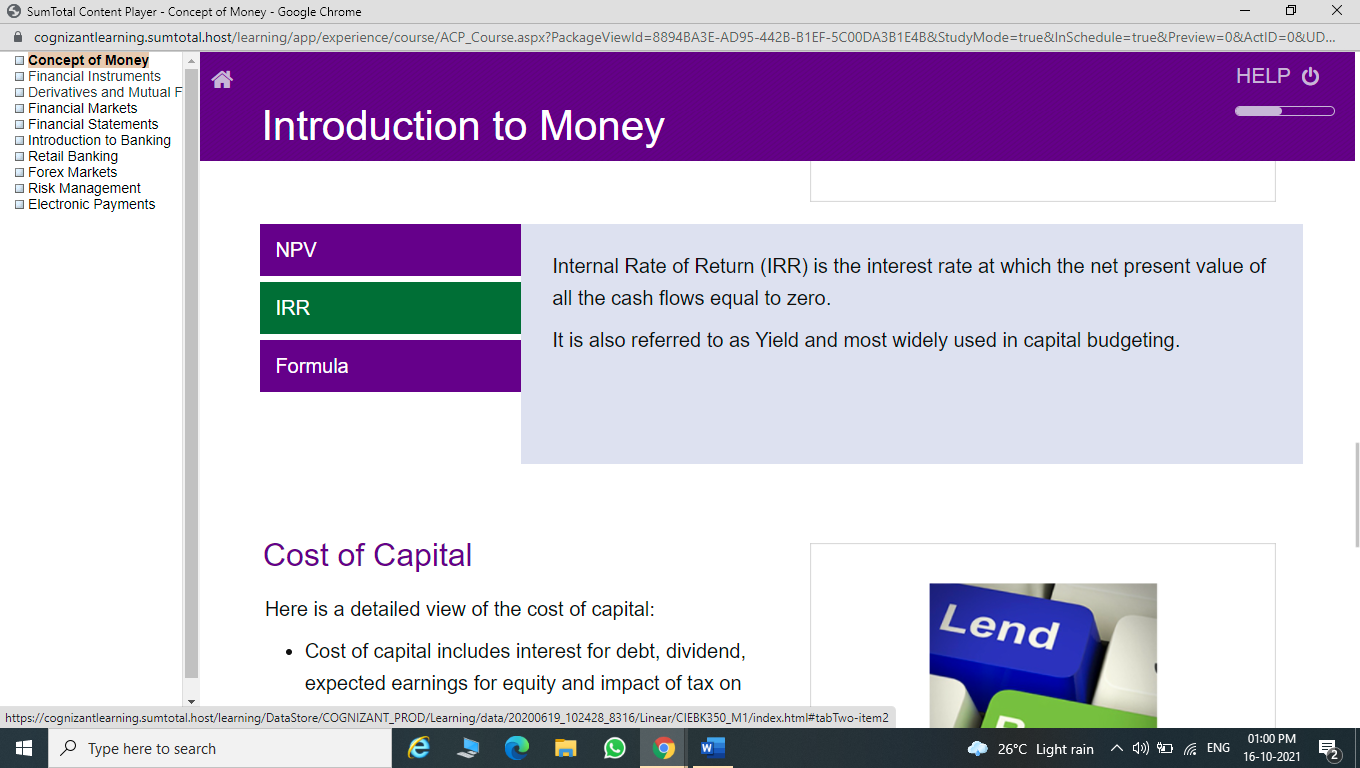 SumTotal Content Player - Concept of Money - Google Chrome
cognizantlearning.sumtotal.host/learning/app/experience/course/ACP_Course.aspx?PackageViewId=8894BA3E-AD95-442B-B1EF-5C00DA3B1E4B&StudyMode=true&InSchedule=true&Preview=0&ActID=0&UD...
Concept of Money
Financial Instruments
Derivatives and Mutual F
Financial Markets
Financial Statements
Introduction to Banking
Retail Banking
Forex Markets
Risk Management
Electronic Payments
HELP
Introduction to Money
NPV
IRR
Formula
Internal Rate of Return (IRR) is the interest rate at which the net present value of
all the cash flows equal to zero.
It is also referred to as Yield and most widely used in capital budgeting.
Cost of Capital
Here is a detailed view of the cost of capital:
• Cost of capital includes interest for debt, dividend,
expected earnings for equity and impact of tax on
Lend
https://cognizantlearning.sumtotal.host/learning/DataStore/COGNIZANT_PROD/Learning/data/20200619_102428_8316/Linear/CIEBK350_M1/index.html#tabTwo-item2
Type here to search
26°C Light rain
ENG
01:00 PM
16-10-2021
2